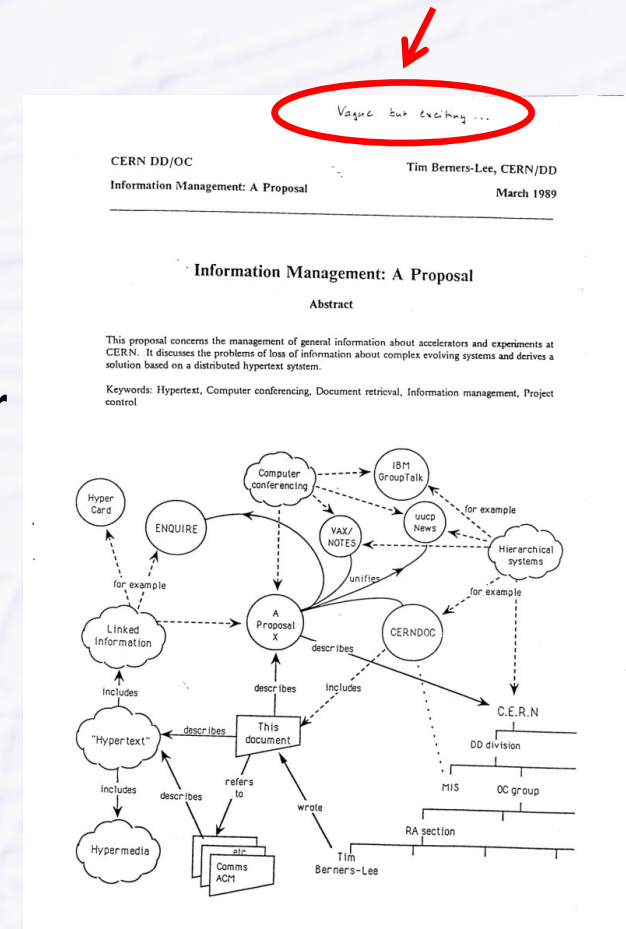 Vague but exciting ...
CERN DD/OC
Tim Berners-Lee, CERN/DD
Information Management: A Proposal
March 1989
Information Management: A Proposal
Abstract
This proposal concerns the management of general information about accelerators and experiments at
CERN. It discusses the problems of loss of information about complex evolving systems and derives a
solution based on a distributed hypertext sytstem.
Keywords: Hypertext, Computer conferencing, Document retrieval, Information management, Project
control
Computer
conferencing
IBM
GroupTalk
Hyper
Card
ENQUIRE
VAX/
NOTES
uucp
News
for example
Hierarchical
systems
unifies
for example
for example
Linked
information
A
Proposal
X
CERNDOC
describes
includes
describes
includes
C.E.R.N
"Hypertext"
describes
This
document
DD division
includes
describes
refers
to
wrote
MIS
OC group
RA section
Hypermedia
etc
Comms
ACM
Tim
Berners-Lee